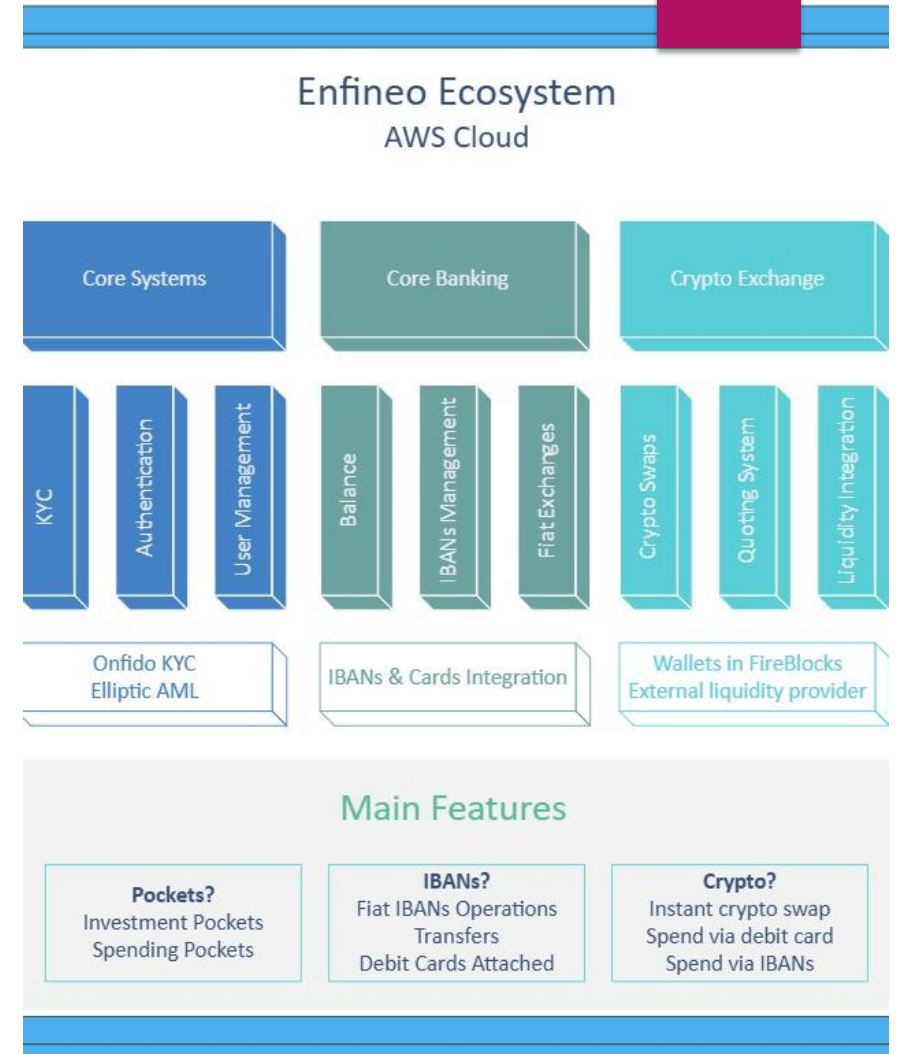 Enfineo Ecosystem
AWS Cloud
Core Systems
Core Banking
Crypto Exchange
KYC
Authentication
User Management
Balance
IBANs Management
Fiat Exchanges
Crypto Swaps
Quoting System
Liquidity Integration
Onfido KYC
Elliptic AML
IBANs & Cards Integration
Wallets in FireBlocks
External liquidity provider
Main Features
Pockets?
Investment Pockets
Spending Pockets
IBANs?
Fiat IBANs Operations
Transfers
Debit Cards Attached
Crypto?
Instant crypto swap
Spend via debit card
Spend via IBANs